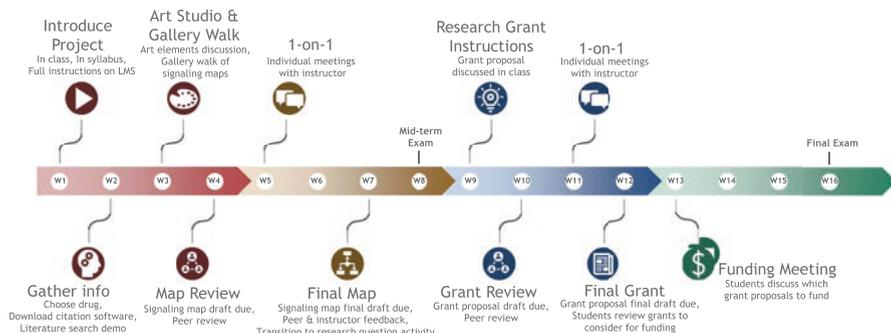 Introduce
Project
In class, In syllabus,
Full instructions on LMS
Art Studio &
Gallery Walk
Art elements discussion,
Gallery walk of
signaling maps
1-on-1
Individual meetings
with instructor
Research Grant
Instructions
Grant proposal
discussed in class
1-on-1
Individual meetings
with instructor
Mid-term
Exam
Final Exam
W1
W2
W3
W4
W5
W6
W7
W8
W9
W10
W11
W12
W13
W14
W15
W16
Gather info
Choose drug,
Download citation software,
Literature search demo
Map Review
Signaling map draft due,
Peer review
Final Map
Signaling map final draft due,
Peer & instructor feedback,
Transition to research question activity
Grant Review
Grant proposal draft due,
Peer review
Final Grant
Grant proposal final draft due,
Students review grants to
consider for funding
$
Funding Meeting
Students discuss which
grant proposals to fund